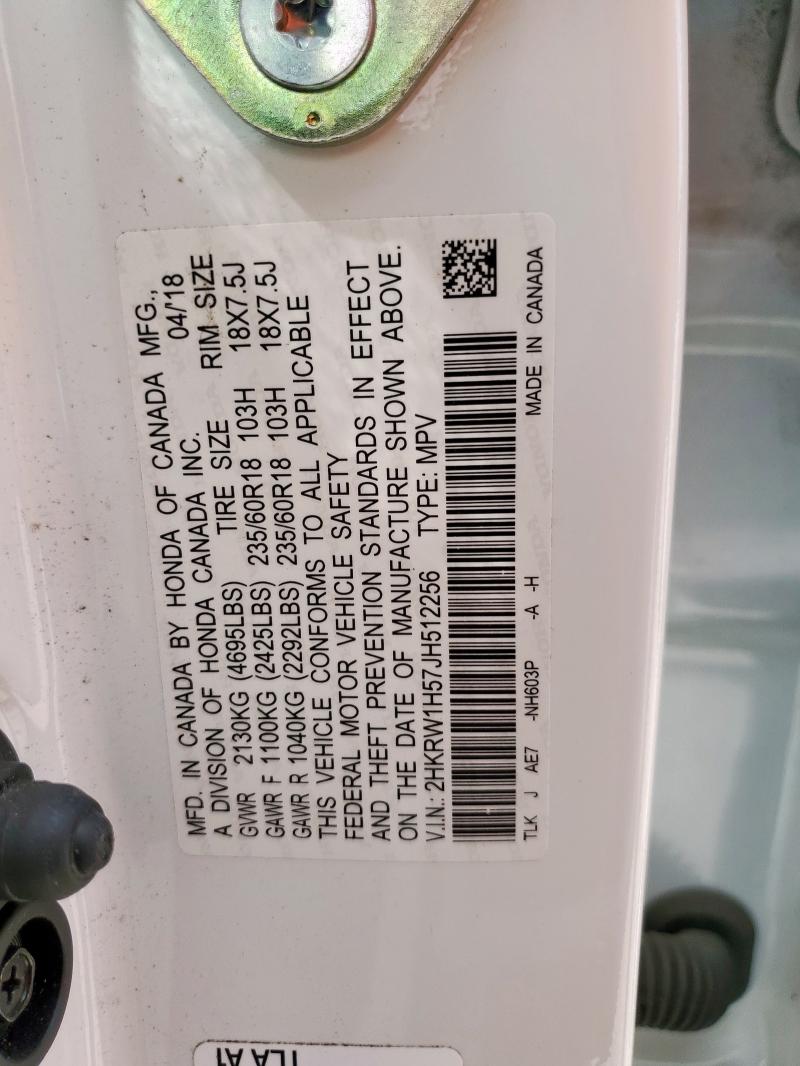 MFD. IN CANADA BY HONDA OF CANADA MFG.,
A DIVISION OF HONDA CANADA INC. 04/'18
TIRE SIZE RIM SIZE
GVWR 2130KG (4695LBS)
GAWR F 1100KG (2425LBS) 235/60R18 103H 18X7.5J
GAWR R 1040KG (2292LBS) 235/60R18 103H 18X7.5J
THIS VEHICLE CONFORMS TO ALL APPLICABLE
FEDERAL MOTOR VEHICLE SAFETY
AND THEFT PREVENTION STANDARDS IN EFFECT
ON THE DATE OF MANUFACTURE SHOWN ABOVE.
V.I.N.: 2HKRW1H57JH512256 TYPE: MPV
TLK J AE7 -NH603P -A -H MADE IN CANADA